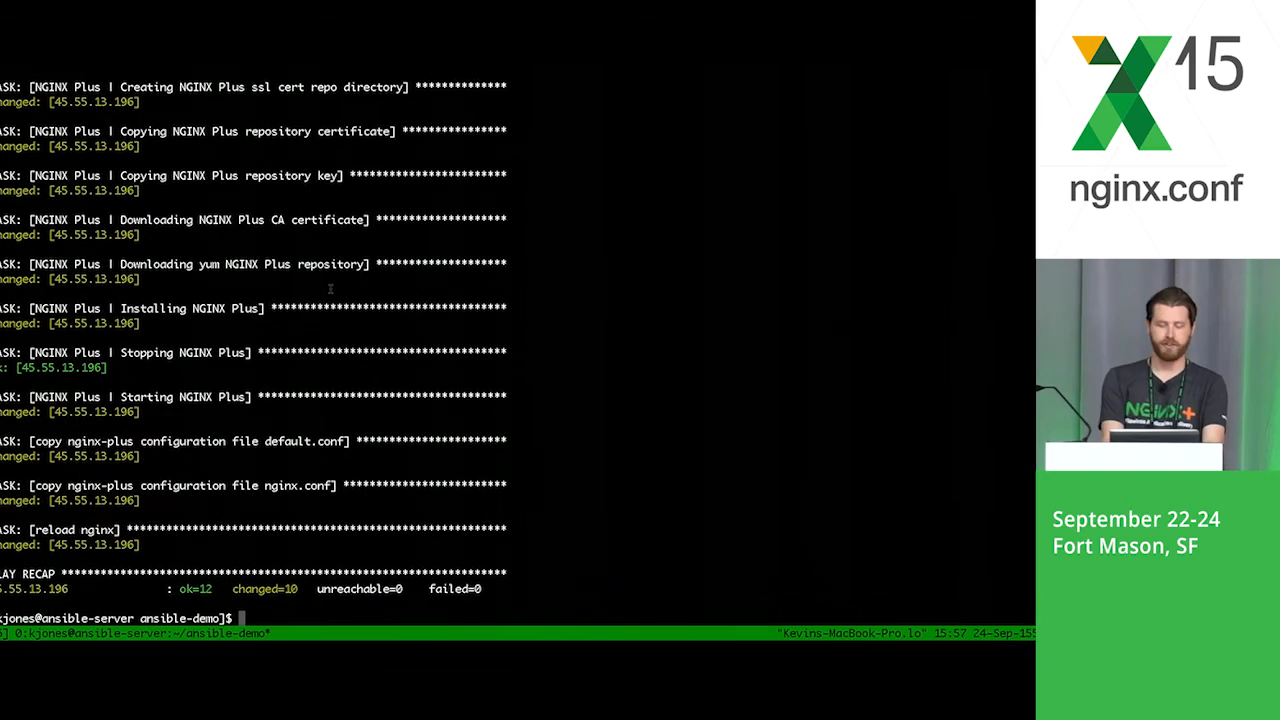 ASK: [NGINX Plus | Creating NGINX Plus ssl cert repo directory] **************
hanged: [45.55.13.196]
ASK: [NGINX Plus | Copying NGINX Plus repository certificate] ****************
hanged: [45.55.13.196]
ASK: [NGINX Plus | Copying NGINX Plus repository key] ************************
hanged: [45.55.13.196]
ASK: [NGINX Plus | Downloading NGINX Plus CA certificate] ********************
hanged: [45.55.13.196]
ASK: [NGINX Plus | Downloading yum NGINX Plus repository] ********************
hanged: [45.55.13.196]
ASK: [NGINX Plus | Installing NGINX Plus] ************************************
hanged: [45.55.13.196]
ASK: [NGINX Plus | Stopping NGINX Plus] **************************************
k: [45.55.13.196]
ASK: [NGINX Plus | Starting NGINX Plus] **************************************
hanged: [45.55.13.196]
ASK: [copy nginx-plus configuration file default.conf] ***********************
hanged: [45.55.13.196]
ASK: [copy nginx-plus configuration file nginx.conf] *************************
hanged: [45.55.13.196]
ASK: [reload nginx] **********************************************************
hanged: [45.55.13.196]
LAY RECAP ********************************************************************
5.55.13.196 : ok=12 changed=10 unreachable=0 failed=0
kjones@ansible-server ansible-demo]$
] 0:kjones@ansible-server:~/ansible-demo* "Kevins-MacBook-Pro.lo" 15:57 24-Sep-15
X15
nginx.conf
NGINX+
September 22-24
Fort Mason, SF